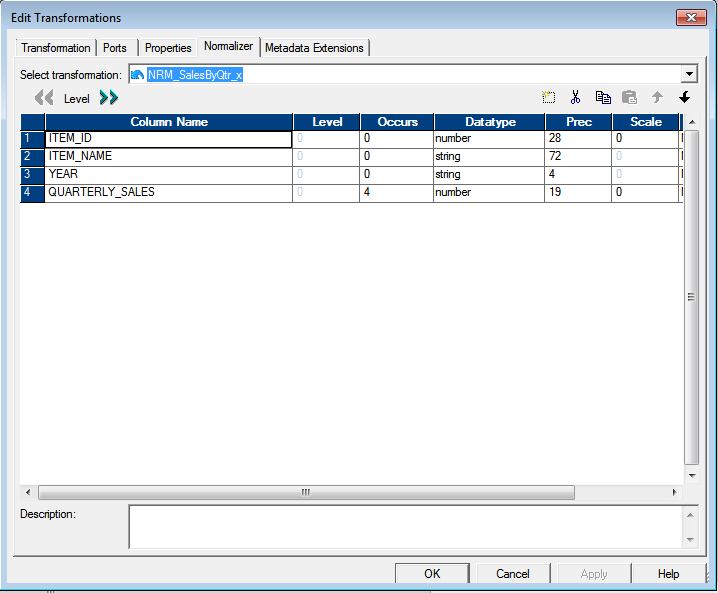 Edit Transformations
Transformation Ports Properties Normalizer Metadata Extensions
Select transformation: NRM_SalesByQtr_x
Level
Column Name Level Occurs Datatype Prec Scale
1 ITEM_ID 0 0 number 28 0
2 ITEM_NAME 0 0 string 72 0
3 YEAR 0 0 string 4 0
4 QUARTERLY_SALES 0 4 number 19 0
Description:
OK Cancel Apply Help